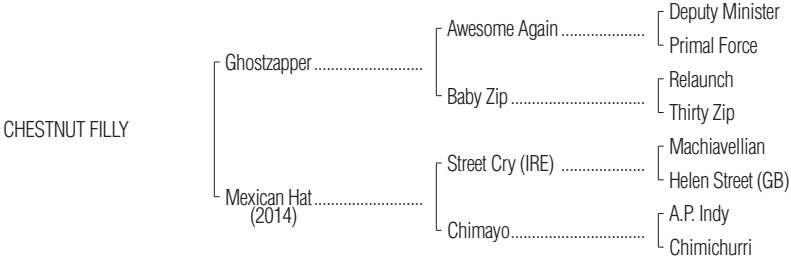 Deputy Minister
Awesome Again ....................
Primal Force
Ghostzapper ..........................
Relaunch
Baby Zip ................................
Thirty Zip
CHESTNUT FILLY
Machiavellian
Street Cry (IRE) ....................
Helen Street (GB)
Mexican Hat..........................
(2014)
A.P. Indy
Chimayo................................
Chimichurri